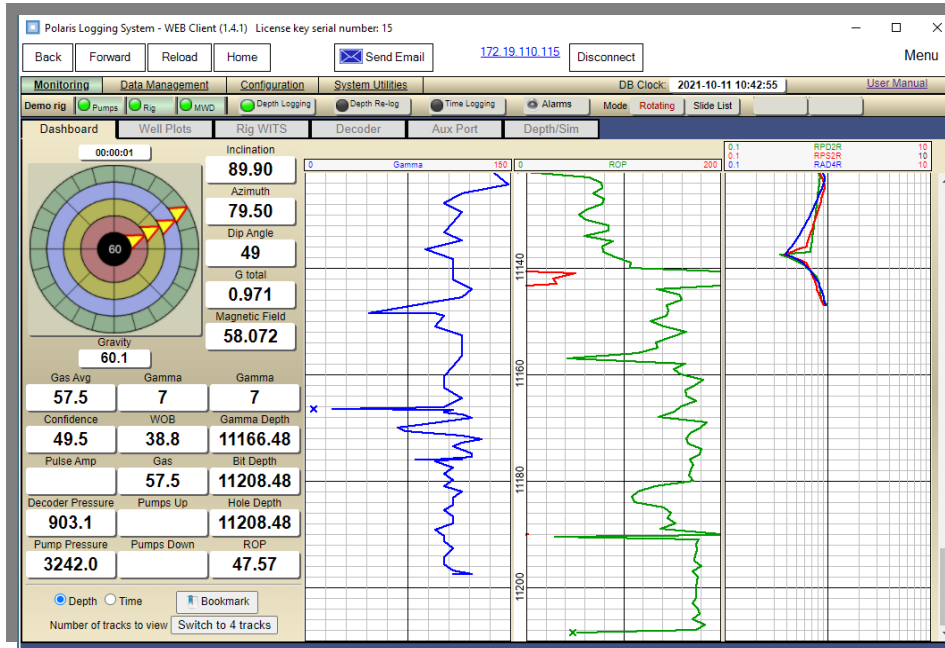 Polaris Logging System - WEB Client (1.4.1) License key serial number: 15
Back Forward Reload Home Send Email 172.19.110.115 Disconnect Menu
Monitoring Data Management Configuration System Utilities DB Clock: 2021-10-11 10:42:55 User Manual
Demo rig Pumps Rig MWD Depth Logging Depth Re-log Time Logging Alarms Mode Rotating Slide List
Dashboard Well Plots Rig WITS Decoder Aux Port Depth/Sim
00:00:01
60
Gravity
60.1
Inclination
89.90
Azimuth
79.50
Dip Angle
49
G total
0.971
Magnetic Field
58.072
Gas Avg Gamma Gamma
57.5 7 7
Confidence WOB Gamma Depth
49.5 38.8 11166.48
Pulse Amp Gas Bit Depth
57.5 11208.48
Decoder Pressure Pumps Up Hole Depth
903.1 11208.48
Pump Pressure Pumps Down ROP
3242.0 47.57
Depth Time Bookmark
Number of tracks to view Switch to 4 tracks
0 Gamma 150
0 ROP 200
0.1 RPD2R 10
0.1 RPS2R 10
0.1 RAD4R 10
11140
11160
11180
11200